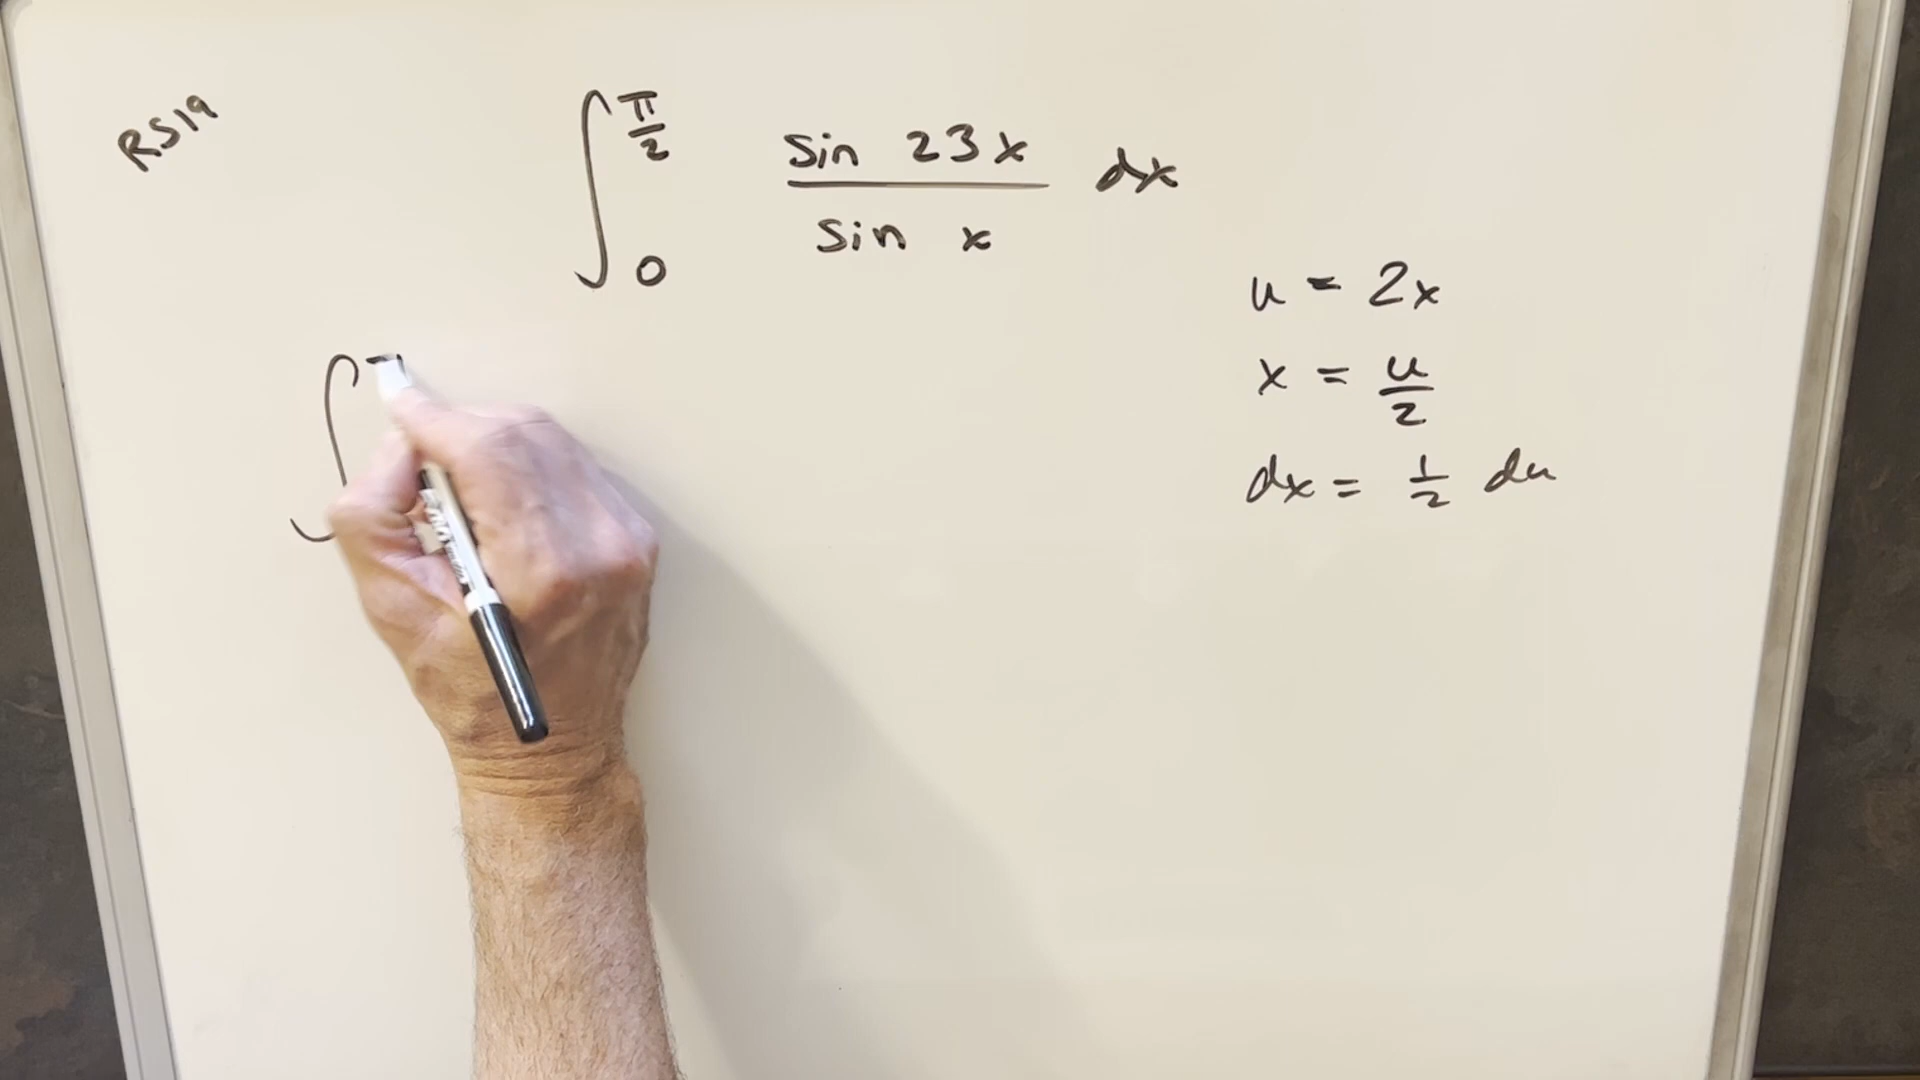 RS19
∫₀^{π/2} sin 23x / sin x dx
u = 2x
x = u/2
dx = 1/2 du
∫